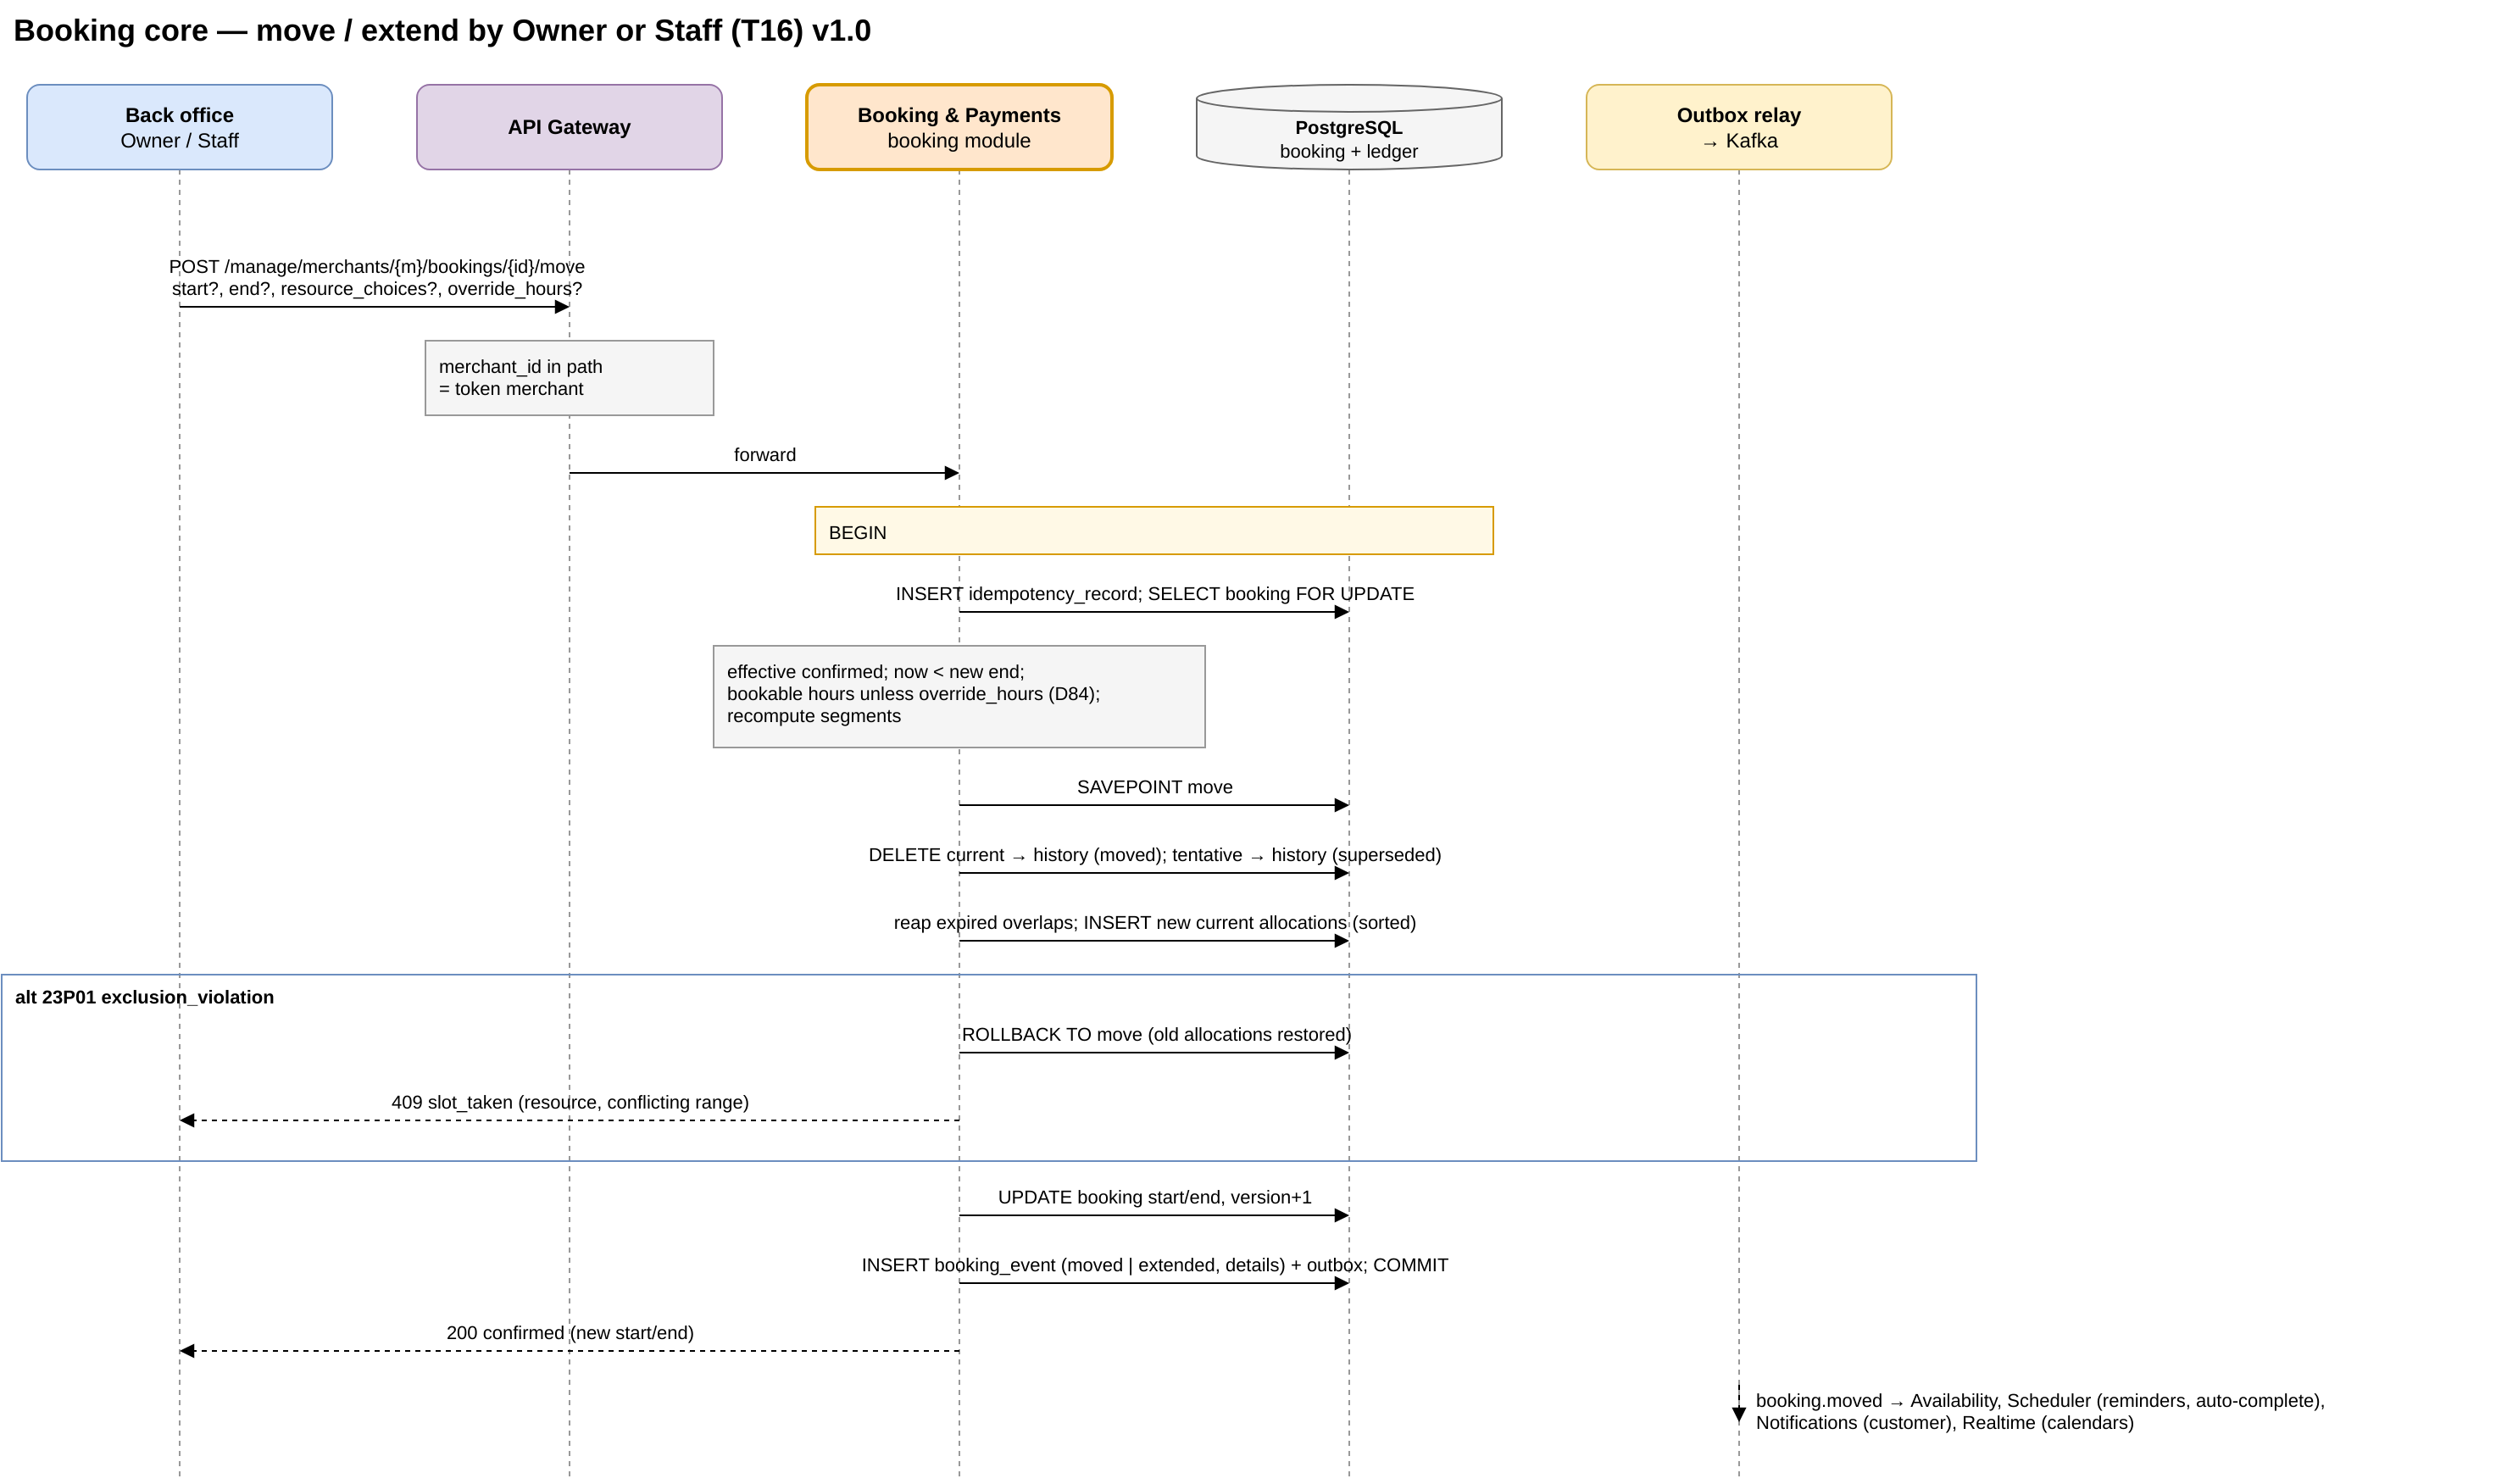 Booking core — move / extend by Owner or Staff (T16) v1.0
Back office
Owner / Staff
API Gateway
Booking & Payments
booking module
PostgreSQL
booking + ledger
Outbox relay
→ Kafka
POST /manage/merchants/{m}/bookings/{id}/move
start?, end?, resource_choices?, override_hours?
merchant_id in path
= token merchant
forward
BEGIN
INSERT idempotency_record; SELECT booking FOR UPDATE
effective confirmed; now < new end;
bookable hours unless override_hours (D84);
recompute segments
SAVEPOINT move
DELETE current → history (moved); tentative → history (superseded)
reap expired overlaps; INSERT new current allocations (sorted)
alt 23P01 exclusion_violation
ROLLBACK TO move (old allocations restored)
409 slot_taken (resource, conflicting range)
UPDATE booking start/end, version+1
INSERT booking_event (moved | extended, details) + outbox; COMMIT
200 confirmed (new start/end)
booking.moved → Availability, Scheduler (reminders, auto-complete),
Notifications (customer), Realtime (calendars)